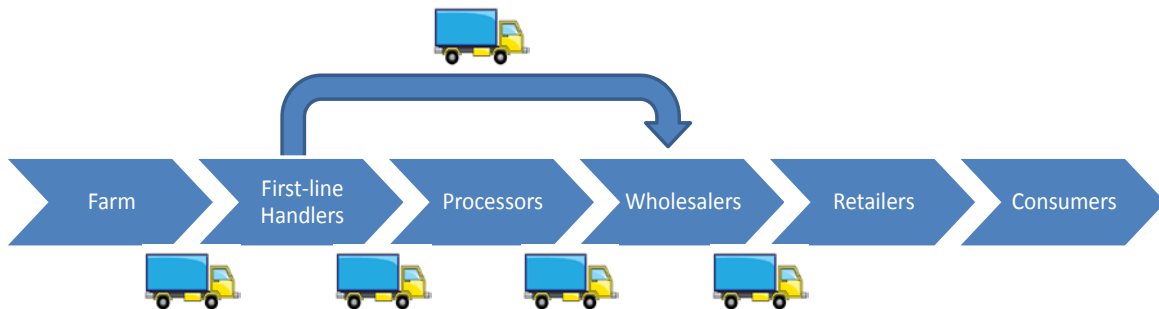 Farm
First-line
Handlers
Processors
Wholesalers
Retailers
Consumers